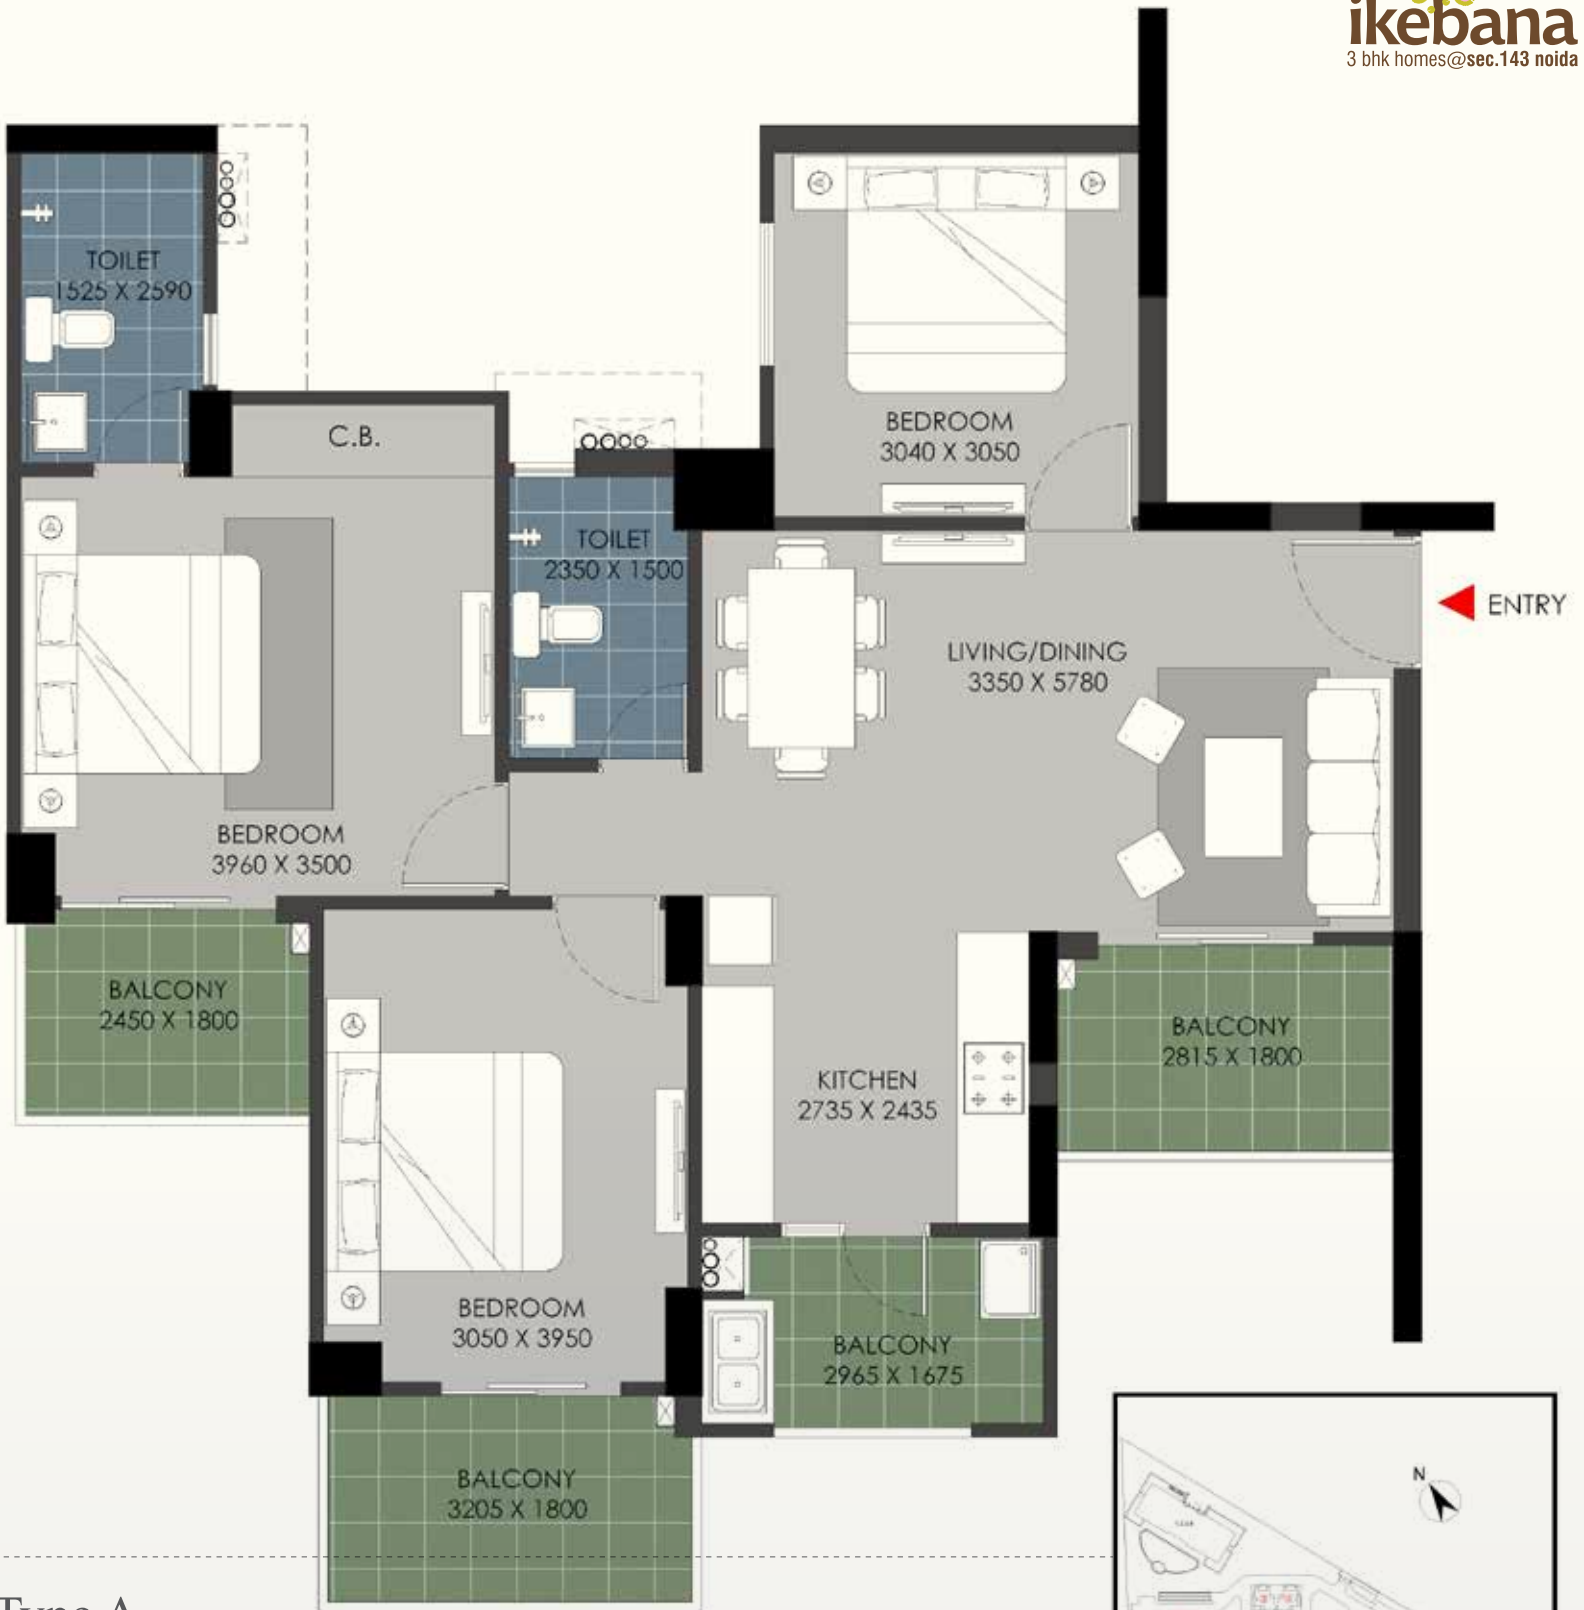 ikebana
3 bhk homes@sec.143 noida
TOILET
1525 X 2590
C.B.
BEDROOM
3040 X 3050
TOILET
2350 X 1500
ENTRY
LIVING/DINING
3350 X 5780
BEDROOM
3960 X 3500
BALCONY
2450 X 1800
BALCONY
2815 X 1800
KITCHEN
2735 X 2435
BEDROOM
3050 X 3950
BALCONY
2965 X 1675
BALCONY
3205 X 1800
N
Type A